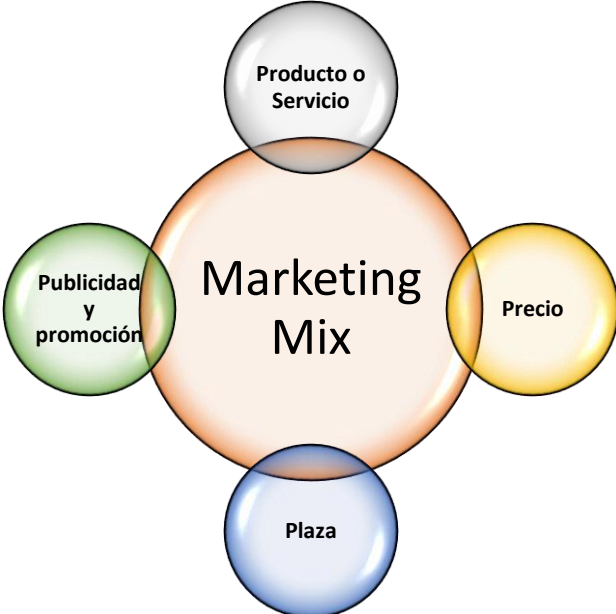 Producto o
Servicio
Publicidad
y
promoción
Marketing
Mix
Precio
Plaza